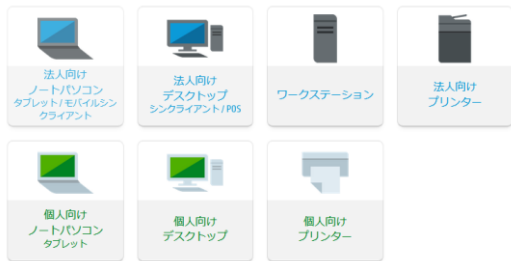 法人向け
ノートパソコン
タブレット/モバイルシン
クライアント
法人向け
デスクトップ
シンクライアント/POS
ワークステーション
法人向け
プリンター
個人向け
ノートパソコン
タブレット
個人向け
デスクトップ
個人向け
プリンター